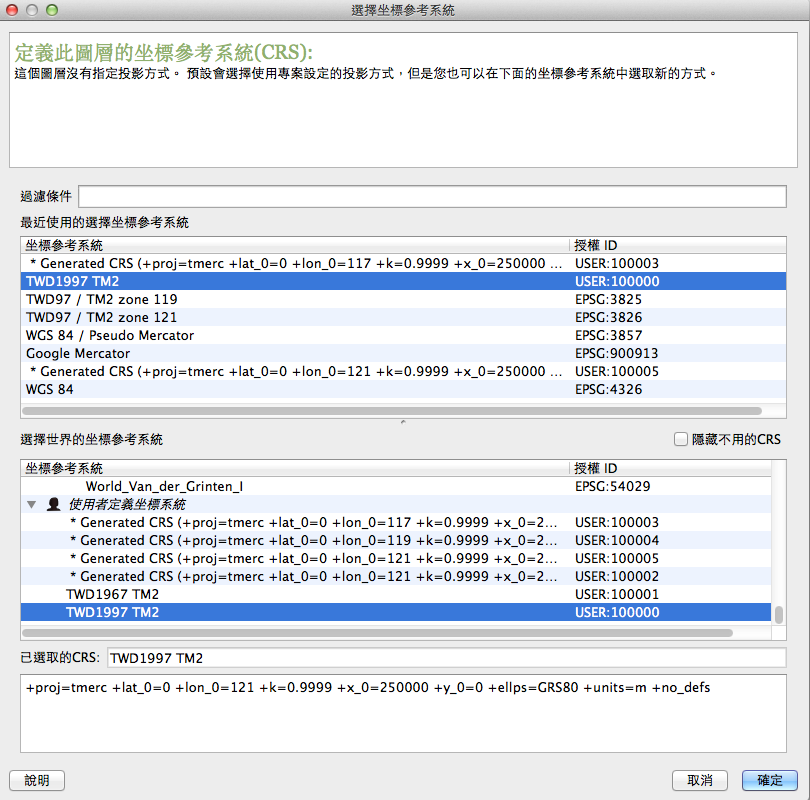 選擇坐標參考系統
定義此圖層的坐標參考系統(CRS):
這個圖層沒有指定投影方式。 預設會選擇使用專案設定的投影方式，但是您也可以在下面的坐標參考系統中選取新的方式。
過濾條件
最近使用的選擇坐標參考系統
坐標參考系統 授權 ID
* Generated CRS (+proj=tmerc +lat_0=0 +lon_0=117 +k=0.9999 +x_0=250000 ... USER:100003
TWD1997 TM2 USER:100000
TWD97 / TM2 zone 119 EPSG:3825
TWD97 / TM2 zone 121 EPSG:3826
WGS 84 / Pseudo Mercator EPSG:3857
Google Mercator EPSG:900913
* Generated CRS (+proj=tmerc +lat_0=0 +lon_0=121 +k=0.9999 +x_0=250000 ... USER:100005
WGS 84 EPSG:4326
選擇世界的坐標參考系統 隱藏不用的CRS
坐標參考系統 授權 ID
World_Van_der_Grinten_I EPSG:54029
使用者定義坐標系統
* Generated CRS (+proj=tmerc +lat_0=0 +lon_0=117 +k=0.9999 +x_0=2... USER:100003
* Generated CRS (+proj=tmerc +lat_0=0 +lon_0=119 +k=0.9999 +x_0=2... USER:100004
* Generated CRS (+proj=tmerc +lat_0=0 +lon_0=121 +k=0.9999 +x_0=2... USER:100005
* Generated CRS (+proj=tmerc +lat_0=0 +lon_0=121 +k=0.9999 +x_0=2... USER:100002
TWD1967 TM2 USER:100001
TWD1997 TM2 USER:100000
已選取的CRS: TWD1997 TM2
+proj=tmerc +lat_0=0 +lon_0=121 +k=0.9999 +x_0=250000 +y_0=0 +ellps=GRS80 +units=m +no_defs
說明 取消 確定